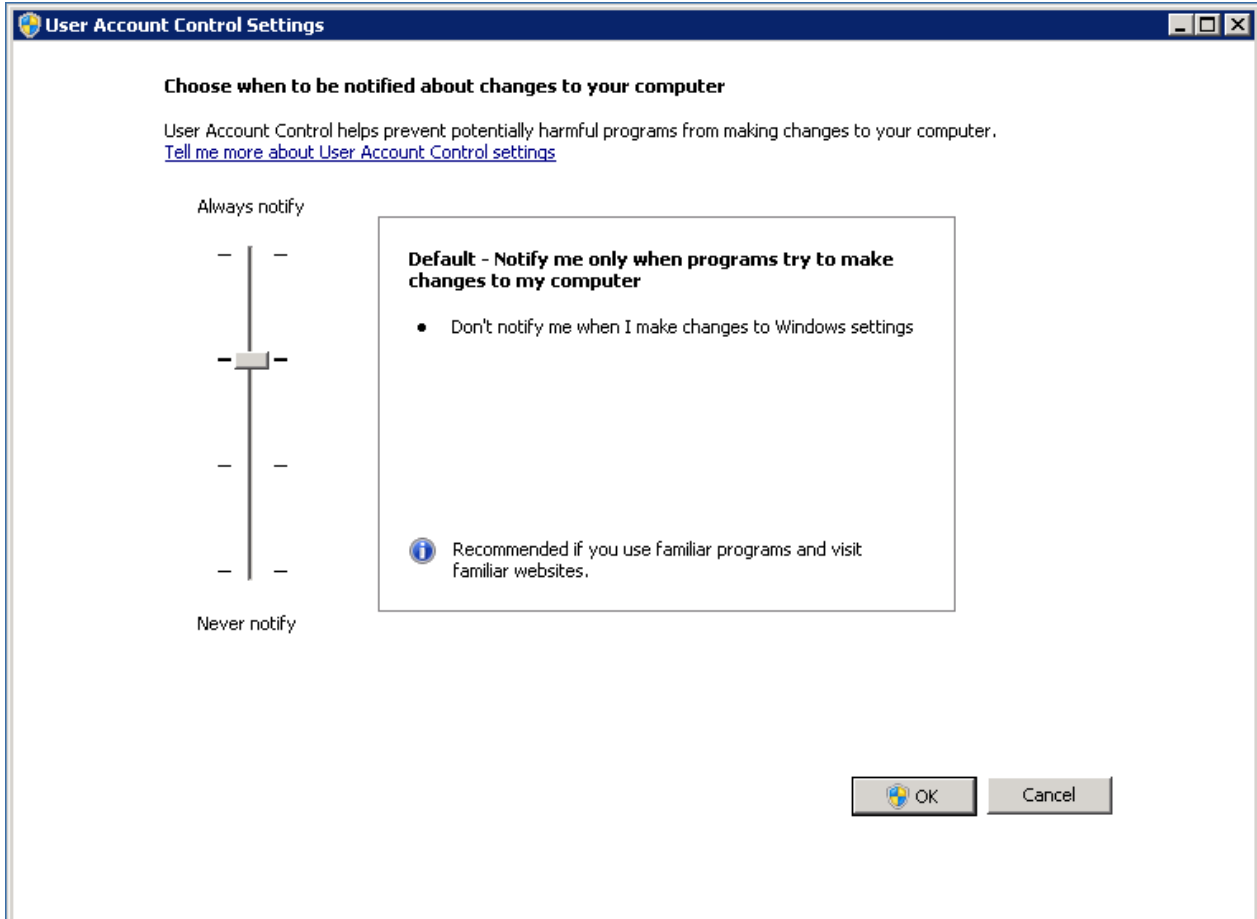 User Account Control Settings
Choose when to be notified about changes to your computer
User Account Control helps prevent potentially harmful programs from making changes to your computer.
Tell me more about User Account Control settings
Always notify
Default - Notify me only when programs try to make
changes to my computer
• Don't notify me when I make changes to Windows settings
Recommended if you use familiar programs and visit
familiar websites.
Never notify
OK
Cancel